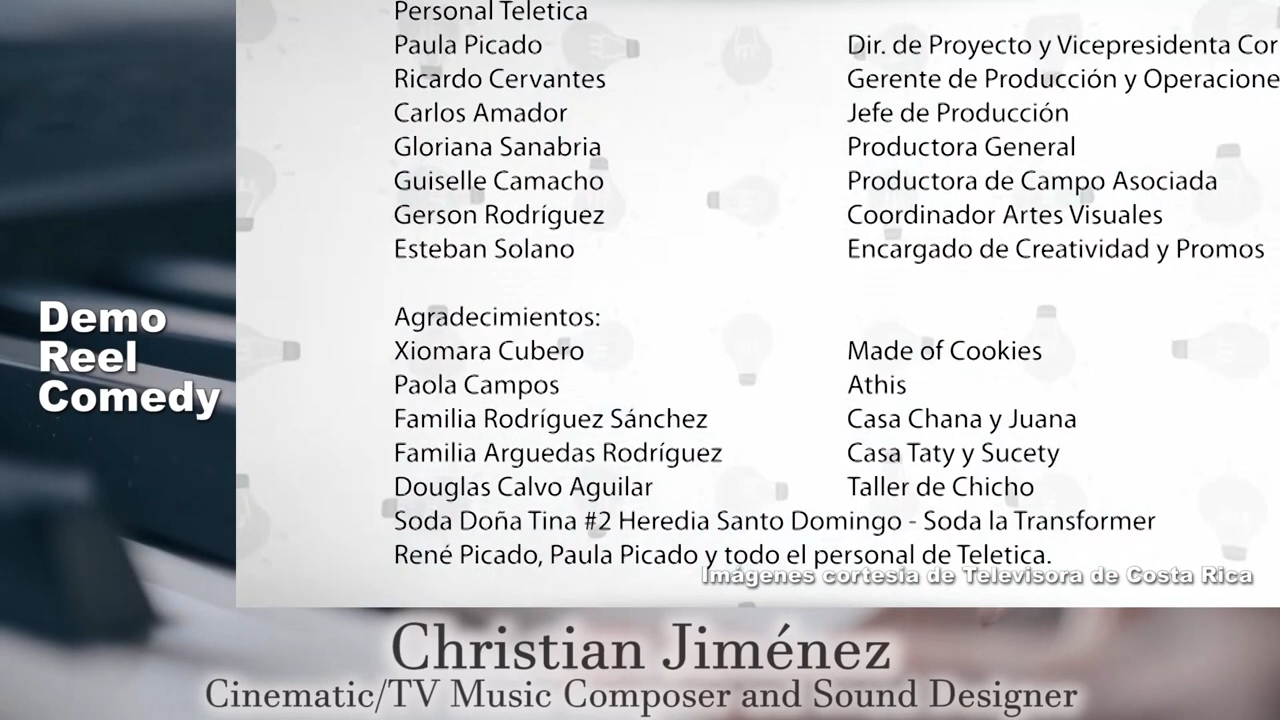 Personal Teletica
Paula Picado Dir. de Proyecto y Vicepresidenta Cor
Ricardo Cervantes Gerente de Producción y Operacione
Carlos Amador Jefe de Producción
Gloriana Sanabria Productora General
Guiselle Camacho Productora de Campo Asociada
Gerson Rodríguez Coordinador Artes Visuales
Esteban Solano Encargado de Creatividad y Promos
Agradecimientos:
Xiomara Cubero Made of Cookies
Paola Campos Athis
Familia Rodríguez Sánchez Casa Chana y Juana
Familia Arguedas Rodríguez Casa Taty y Sucety
Douglas Calvo Aguilar Taller de Chicho
Soda Doña Tina #2 Heredia Santo Domingo - Soda la Transformer
René Picado, Paula Picado y todo el personal de Teletica.
Imágenes cortesía de Televisora de Costa Rica
Demo
Reel
Comedy
Christian Jiménez
Cinematic/TV Music Composer and Sound Designer